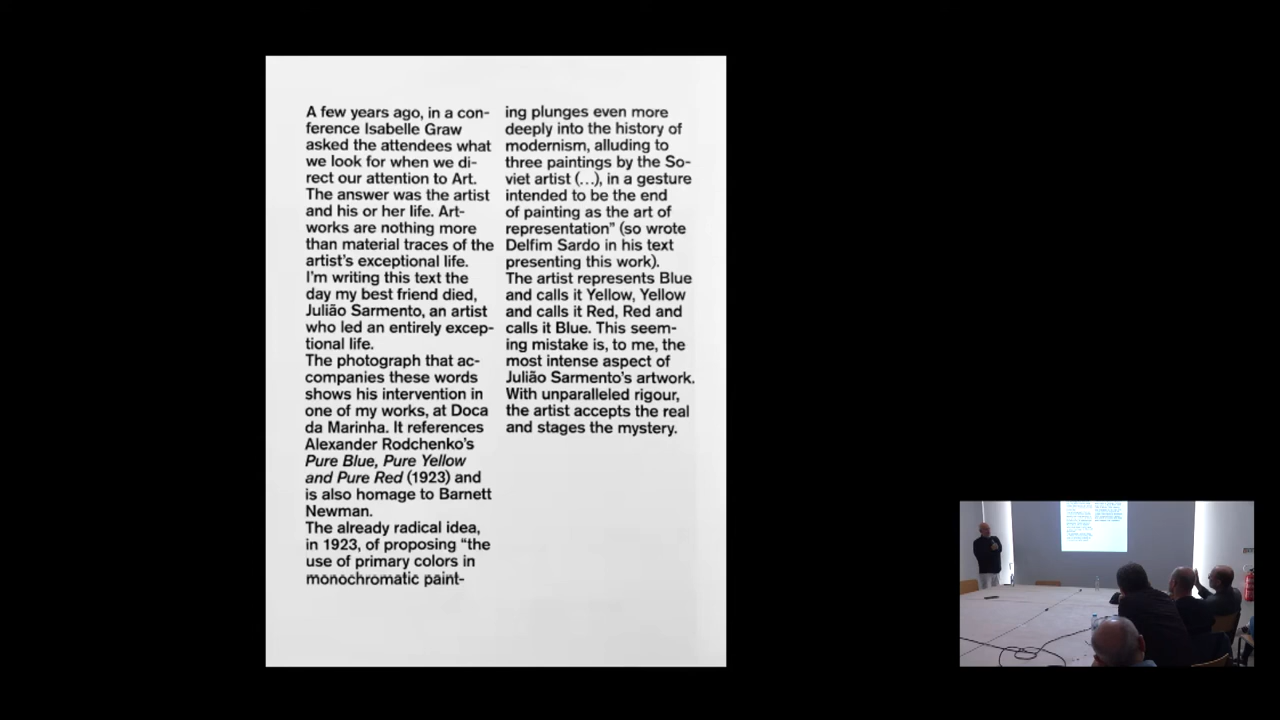 A few years ago, in a con-
ference Isabelle Graw
asked the attendees what
we look for when we di-
rect our attention to Art.
The answer was the artist
and his or her life. Art-
works are nothing more
than material traces of the
artist's exceptional life.
I'm writing this text the
day my best friend died,
Julião Sarmento, an artist
who led an entirely excep-
tional life.
The photograph that ac-
companies these words
shows his intervention in
one of my works, at Doca
da Marinha. It references
Alexander Rodchenko's
Pure Blue, Pure Yellow
and Pure Red (1923) and
is also homage to Barnett
Newman.
The already radical idea,
in 1923, of proposing “the
use of primary colors in
monochromatic paint-
ing plunges even more
deeply into the history of
modernism, alluding to
three paintings by the So-
viet artist (...), in a gesture
intended to be the end
of painting as the art of
representation” (so wrote
Delfim Sardo in his text
presenting this work).
The artist represents Blue
and calls it Yellow, Yellow
and calls it Red, Red and
calls it Blue. This seem-
ing mistake is, to me, the
most intense aspect of
Julião Sarmento's artwork.
With unparalleled rigour,
the artist accepts the real
and stages the mystery.